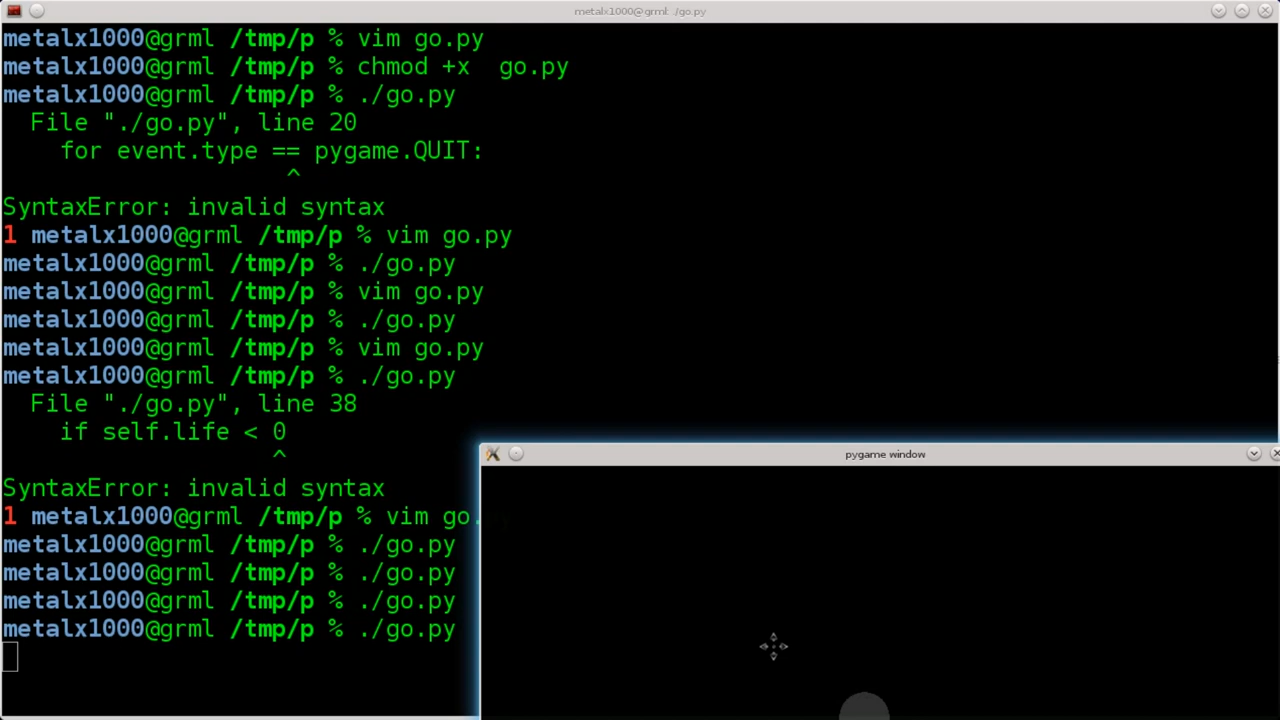 metalx1000@grml: ./go.py
metalx1000@grml /tmp/p % vim go.py
metalx1000@grml /tmp/p % chmod +x  go.py
metalx1000@grml /tmp/p % ./go.py
  File "./go.py", line 20
    for event.type == pygame.QUIT:
                    ^
SyntaxError: invalid syntax
1 metalx1000@grml /tmp/p % vim go.py
metalx1000@grml /tmp/p % ./go.py
metalx1000@grml /tmp/p % vim go.py
metalx1000@grml /tmp/p % ./go.py
metalx1000@grml /tmp/p % vim go.py
metalx1000@grml /tmp/p % ./go.py
  File "./go.py", line 38
    if self.life < 0
                   ^
SyntaxError: invalid syntax
1 metalx1000@grml /tmp/p % vim go.
metalx1000@grml /tmp/p % ./go.py
metalx1000@grml /tmp/p % ./go.py
metalx1000@grml /tmp/p % ./go.py
metalx1000@grml /tmp/p % ./go.py
pygame window